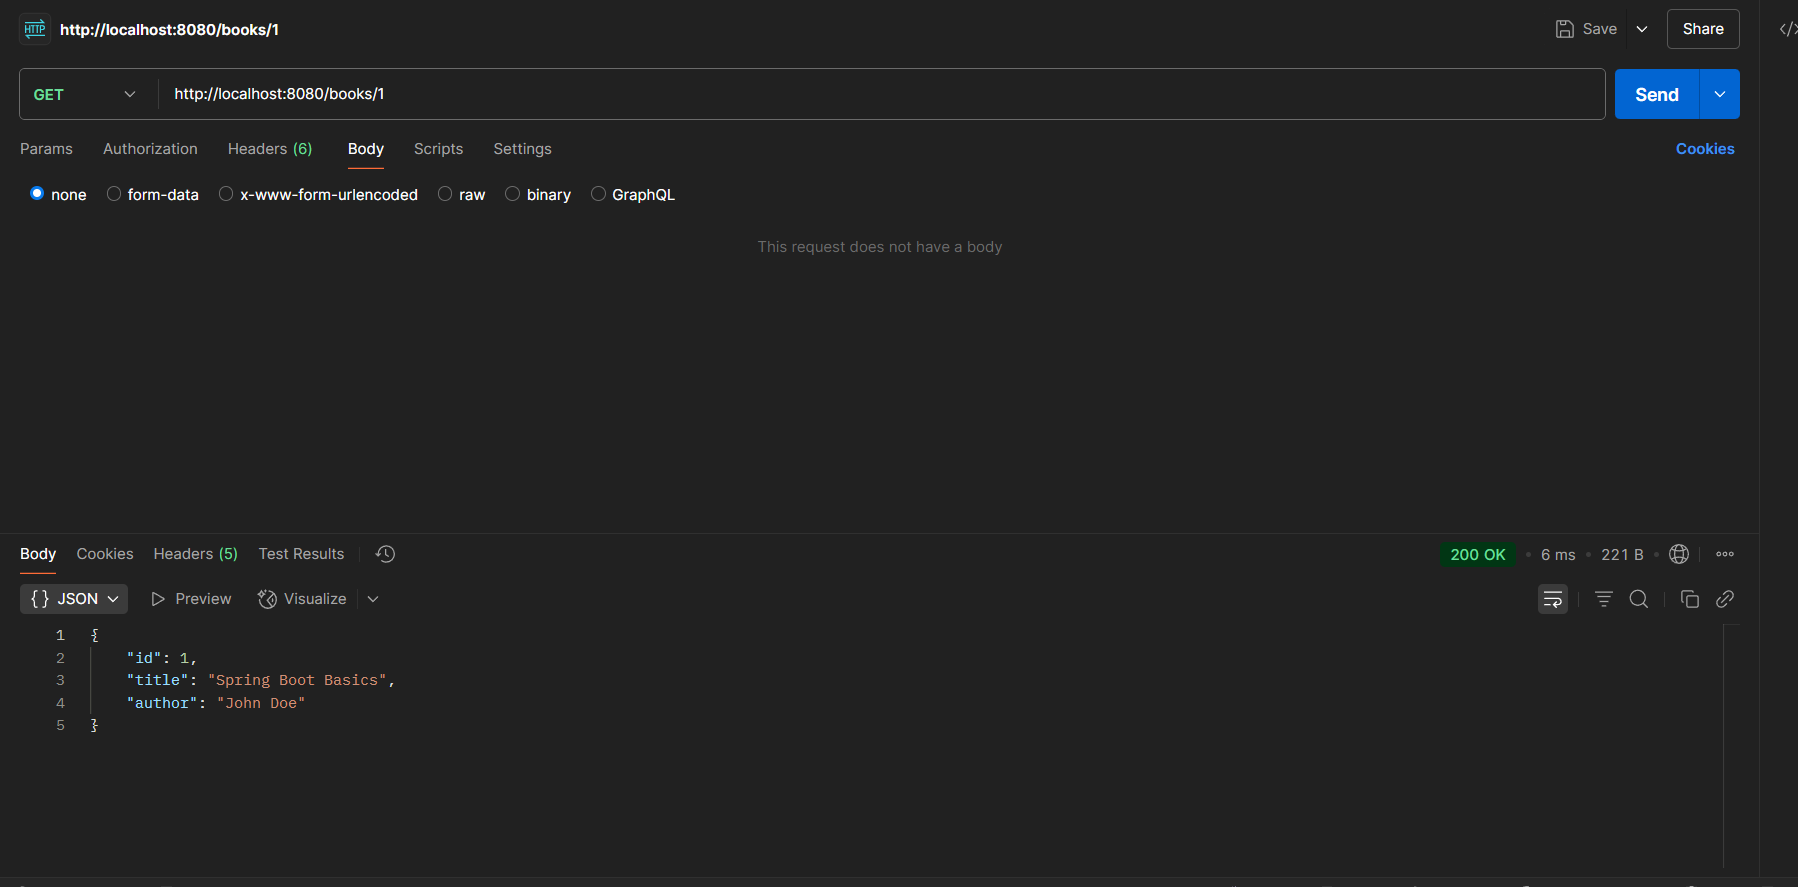 HTTP http://localhost:8080/books/1 Save Share
GET http://localhost:8080/books/1 Send
Params Authorization Headers (6) Body Scripts Settings Cookies
none form-data x-www-form-urlencoded raw binary GraphQL
This request does not have a body
Body Cookies Headers (5) Test Results 200 OK • 6 ms • 221 B •
{} JSON Preview Visualize
1 {
2 "id": 1,
3 "title": "Spring Boot Basics",
4 "author": "John Doe"
5 }